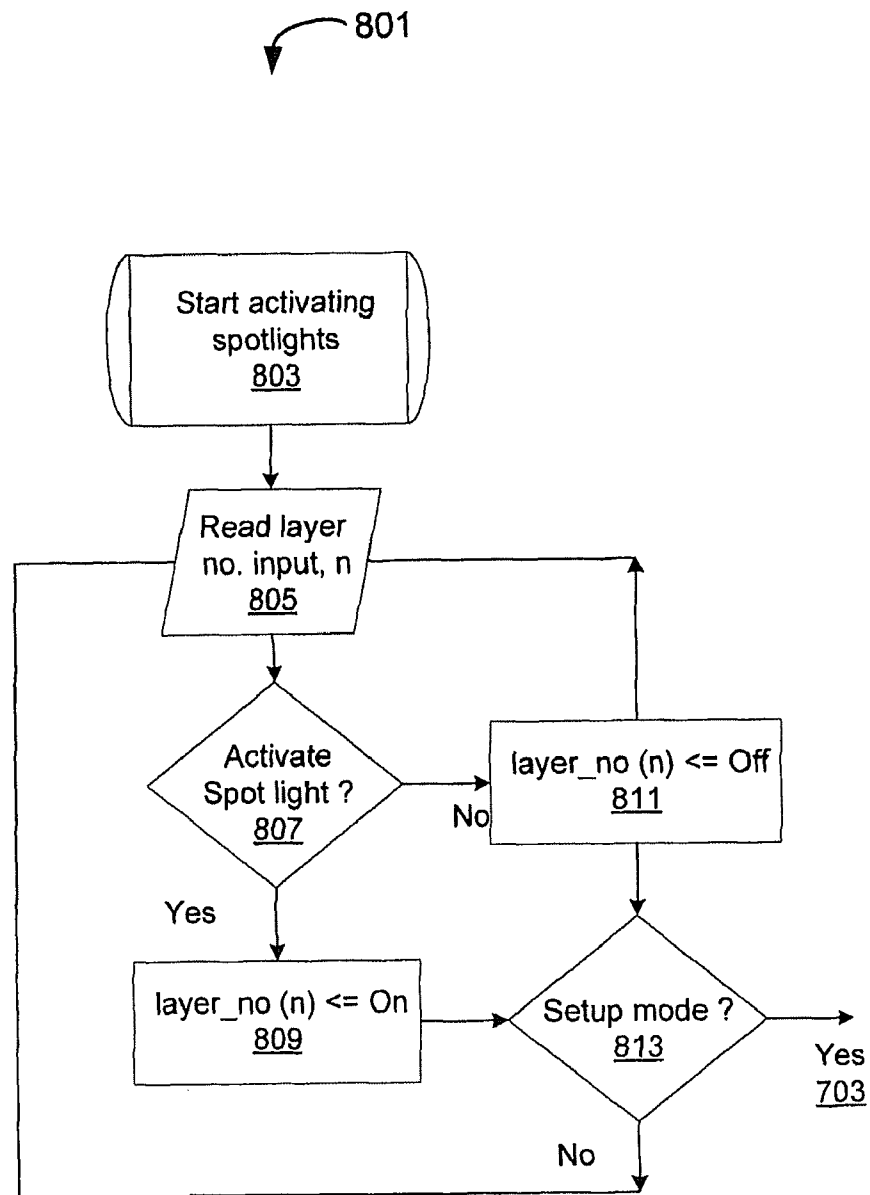 801
Start activating
spotlights
803
Read layer
no. input, n
805
Activate
Spot light ?
807
No
layer_no (n) <= Off
811
Yes
layer_no (n) <= On
809
Setup mode ?
813
Yes
703
No